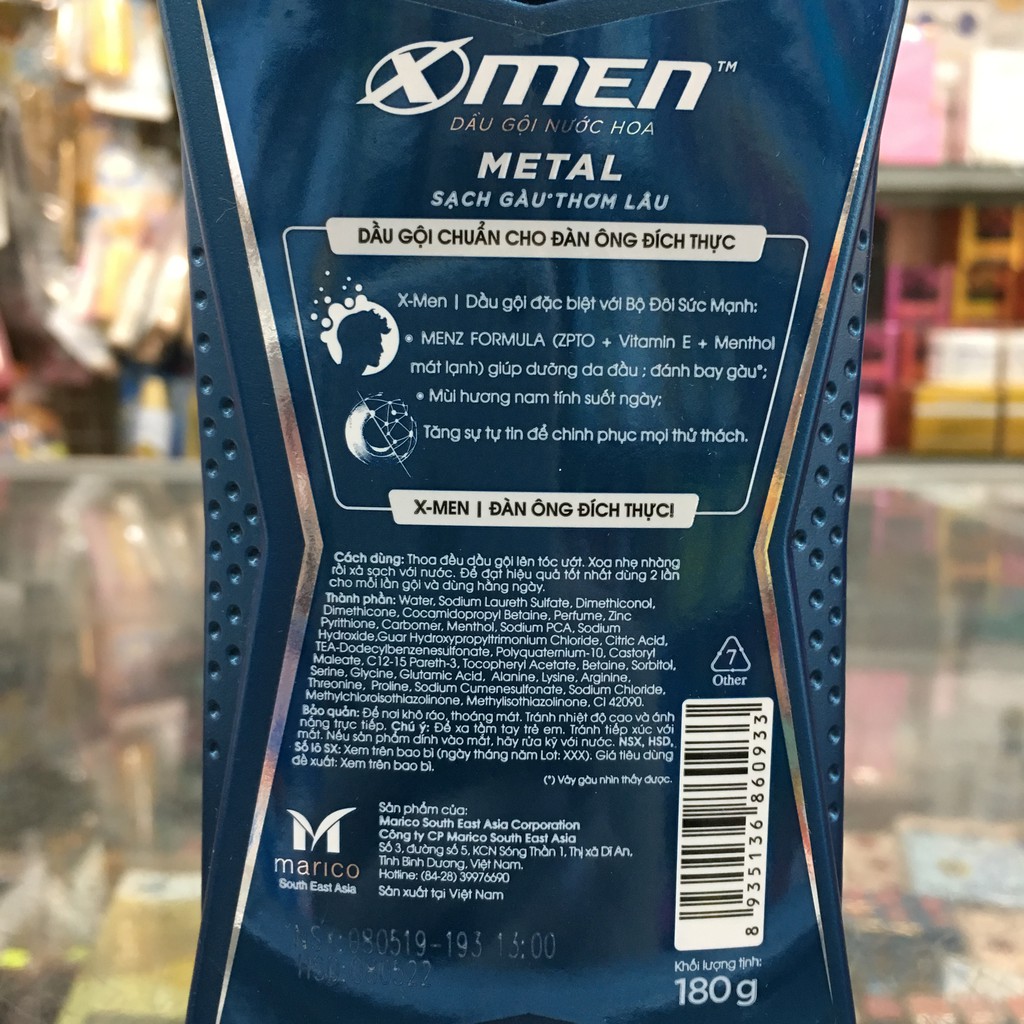 XMEN™
DẦU GỘI NƯỚC HOA
METAL
SẠCH GÀU* THƠM LÂU
DẦU GỘI CHUẨN CHO ĐÀN ÔNG ĐÍCH THỰC
X-Men | Dầu gội đặc biệt với Bộ Đôi Sức Mạnh:
• MENZ FORMULA (ZPTO + Vitamin E + Menthol
mát lạnh) giúp dưỡng da đầu ; đánh bay gàu*;
• Mùi hương nam tính suốt ngày;
Tăng sự tự tin để chinh phục mọi thử thách.
X-MEN | ĐÀN ÔNG ĐÍCH THỰC!
Cách dùng: Thoa đều dầu gội lên tóc ướt. Xoa nhẹ nhàng
rồi xả sạch với nước. Để đạt hiệu quả tốt nhất dùng 2 lần
cho mỗi lần gội và dùng hằng ngày.
Thành phần: Water, Sodium Laureth Sulfate, Dimethiconol,
Dimethicone, Cocamidopropyl Betaine, Perfume, Zinc
Pyrithione, Carbomer, Menthol, Sodium PCA, Sodium
Hydroxide,Guar Hydroxypropyltrimonium Chloride, Citric Acid,
TEA-Dodecylbenzenesulfonate, Polyquaternium-10, Castoryl
Maleate, C12-15 Pareth-3, Tocopheryl Acetate, Betaine, Sorbitol,
Serine, Glycine, Glutamic Acid, Alanine, Lysine, Arginine,
Threonine, Proline, Sodium Cumenesulfonate, Sodium Chloride,
Methylchloroisothiazolinone, Methylisothiazolinone, CI 42090.
Bảo quản: Để nơi khô ráo, thoáng mát. Tránh nhiệt độ cao và ánh
nắng trực tiếp. Chú ý: Để xa tầm tay trẻ em. Tránh tiếp xúc với
mắt. Nếu sản phẩm dính vào mắt, hãy rửa kỹ với nước. NSX, HSD,
Số lô SX: Xem trên bao bì (ngày tháng năm Lot: XXX). Giá tiêu dùng
đề xuất: Xem trên bao bì.
(*) Vảy gàu nhìn thấy được.
7
Other
8 935136 860933
marico
South East Asia
Sản phẩm của:
Marico South East Asia Corporation
Công ty CP Marico South East Asia
Số 3, đường số 5, KCN Sóng Thần 1, Thị xã Dĩ An,
Tỉnh Bình Dương, Việt Nam.
Hotline: (84-28) 39976690
Sản xuất tại Việt Nam
080519-193 13:00
Khối lượng tịnh:
180g